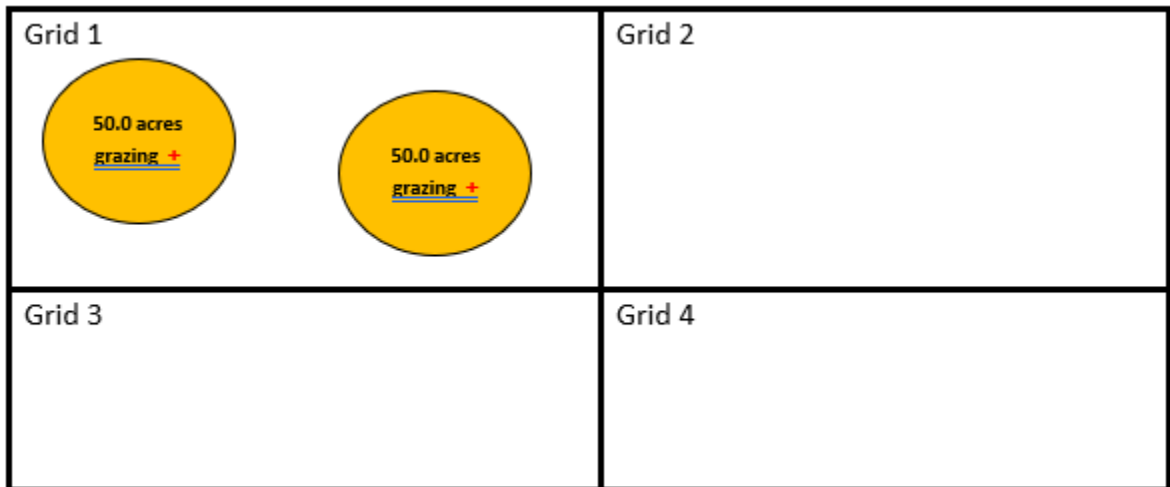 Grid 1
50.0 acres
grazing +
50.0 acres
grazing +
Grid 2
Grid 3
Grid 4